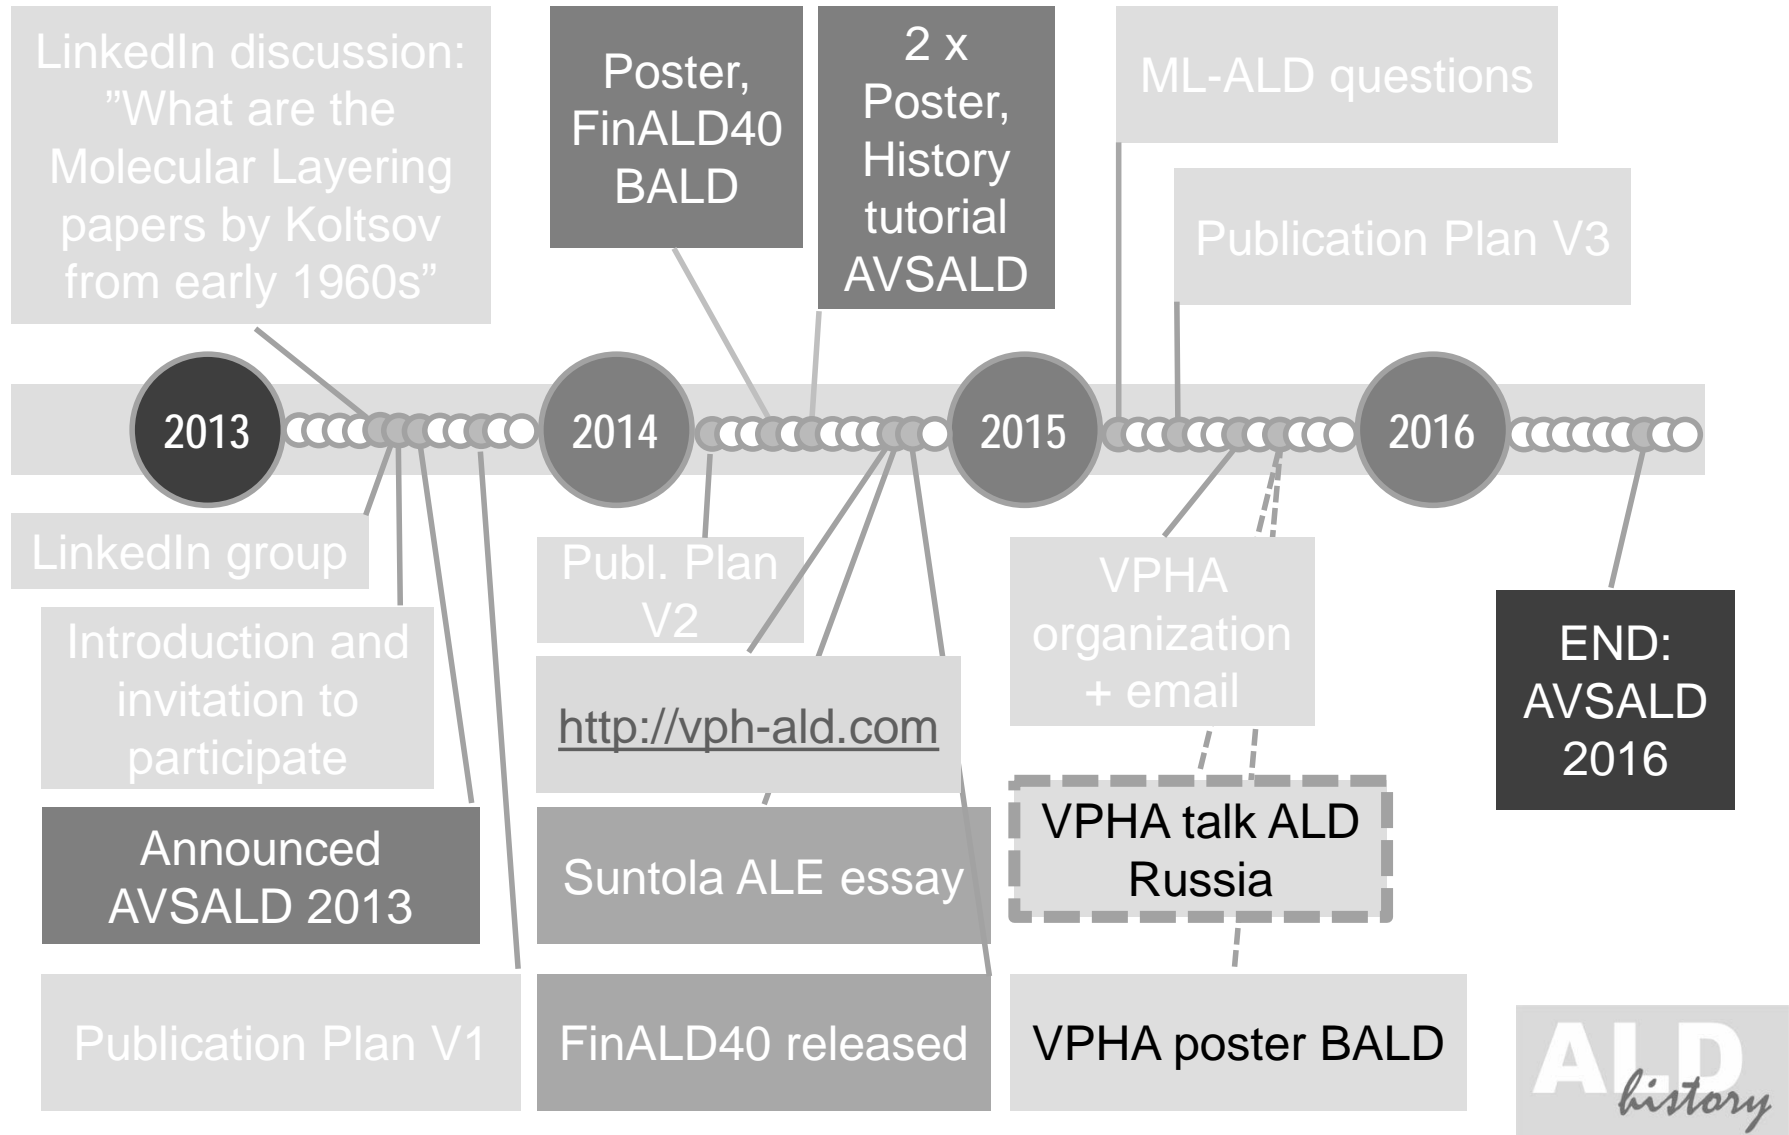 LinkedIn discussion:
”What are the
Molecular Layering
papers by Koltsov
from early 1960s”
Poster,
FinALD40
BALD
2 x
Poster,
History
tutorial
AVSALD
ML-ALD questions
Publication Plan V3
2013
2014
2015
2016
LinkedIn group
Introduction and
invitation to
participate
Announced
AVSALD 2013
Publication Plan V1
Publ. Plan
V2
http://vph-ald.com
Suntola ALE essay
FinALD40 released
VPHA
organization
+ email
VPHA talk ALD
Russia
VPHA poster BALD
END:
AVSALD
2016
ALD
history